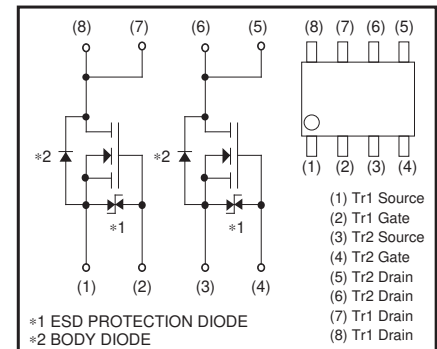 (8) (7) (6) (5)
(8) (7) (6) (5)
∗2 ∗2
∗1 ∗1
(1) (2) (3) (4)
(1) (2) (3) (4)
(1) Tr1 Source
(2) Tr1 Gate
(3) Tr2 Source
(4) Tr2 Gate
(5) Tr2 Drain
(6) Tr2 Drain
(7) Tr1 Drain
(8) Tr1 Drain
∗1 ESD PROTECTION DIODE
∗2 BODY DIODE